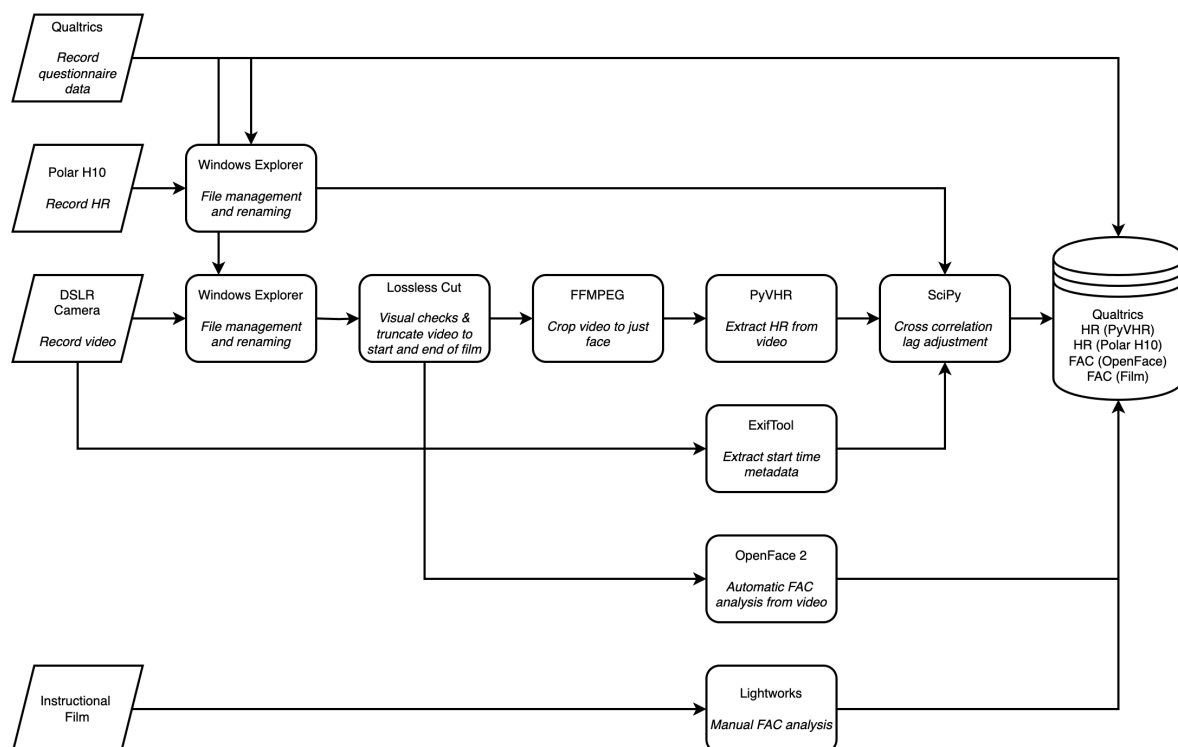 Qualtrics
Record
questionnaire
data
Polar H10
Record HR
Windows Explorer
File management
and renaming
DSLR
Camera
Record video
Windows Explorer
File management
and renaming
Lossless Cut
Visual checks &
truncate video to
start and end of film
FFMPEG
Crop video to just
face
PyVHR
Extract HR from
video
SciPy
Cross correlation
lag adjustment
Qualtrics
HR (PyVHR)
HR (Polar H10)
FAC (OpenFace)
FAC (Film)
ExifTool
Extract start time
metadata
OpenFace 2
Automatic FAC
analysis from video
Instructional
Film
Lightworks
Manual FAC analysis